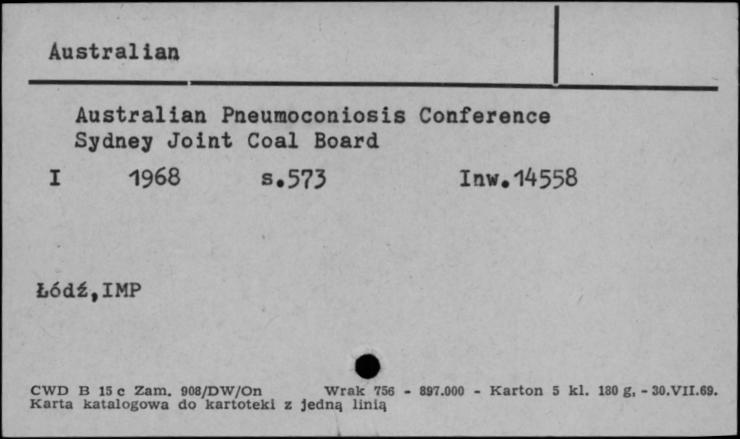 Australian
Australian Pneumoconiosis Conference
Sydney Joint Coal Board
I 1968 s.573 Inw.14558
Łódź,IMP
CWD B 15 c Zam. 908/DW/On Wrak 756 - 897.000 - Karton 5 kl. 180 g, - 30.VII.69.
Karta katalogowa do kartoteki z jedną linią